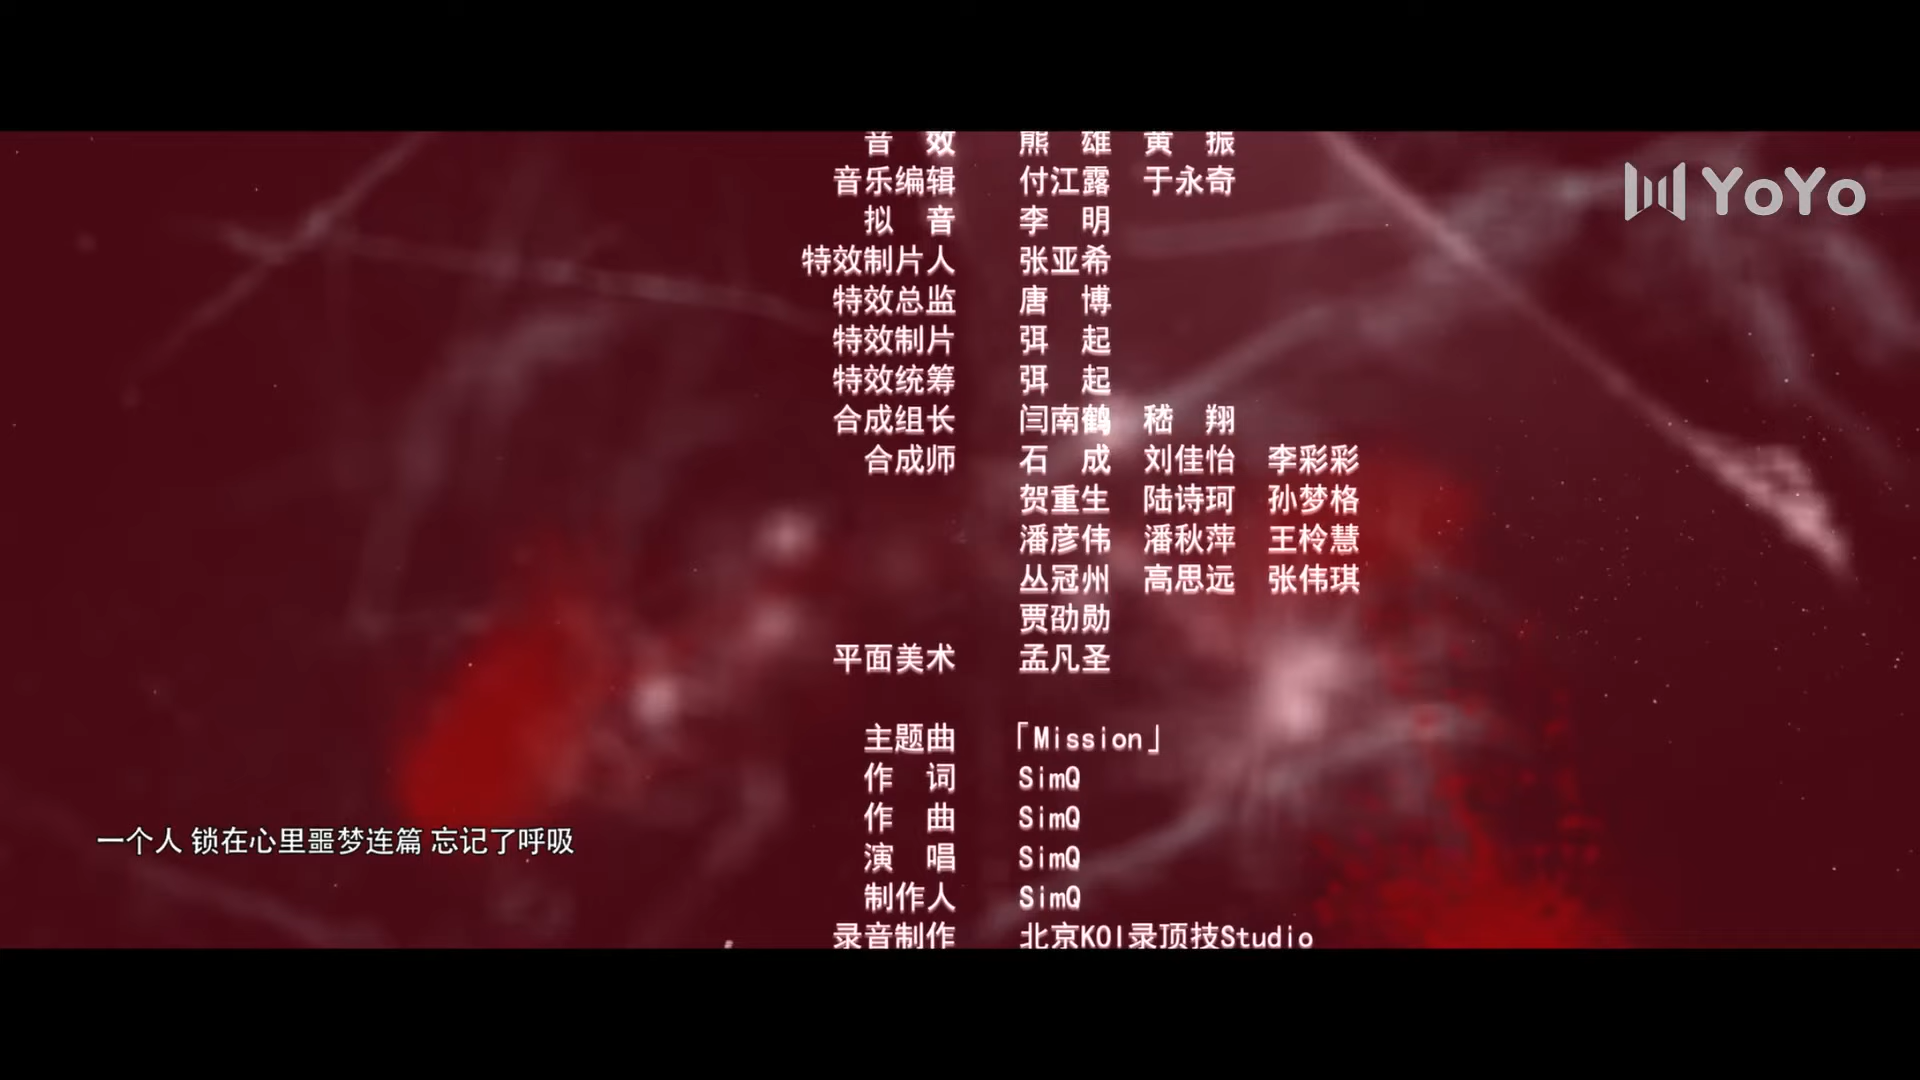 音 效 熊 雄 黄 振
YoYo
音乐编辑 付江露 于永奇
拟 音 李 明
特效制片人 张亚希
特效总监 唐 博
特效制片 弭 起
特效统筹 弭 起
合成组长 闫南鹤 嵇 翔
合成师 石 成 刘佳怡 李彩彩
贺重生 陆诗珂 孙梦格
潘彦伟 潘秋萍 王柃慧
丛冠州 高思远 张伟琪
贾劭勋
平面美术 孟凡圣
主题曲 「Mission」
作 词 SimQ
作 曲 SimQ
演 唱 SimQ
制作人 SimQ
录音制作 北京KOI录顶技Studio
一个人 锁在心里噩梦连篇 忘记了呼吸